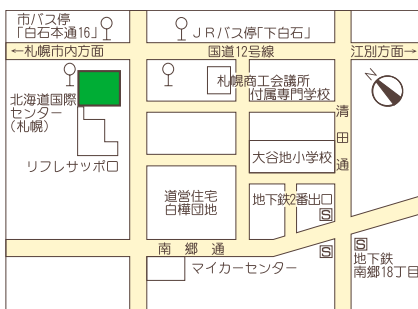 市バス停
「白石本通16」
JRバス停「下白石」
←札幌市内方面
国道12号線
江別方面→
N
札幌商工会議所
付属専門学校
北海道国際
センター
(札幌)
清田通
リフレサッポロ
大谷地小学校
道営住宅
白樺団地
地下鉄2番出口
S
南郷通
S
S
マイカーセンター
地下鉄
南郷18丁目